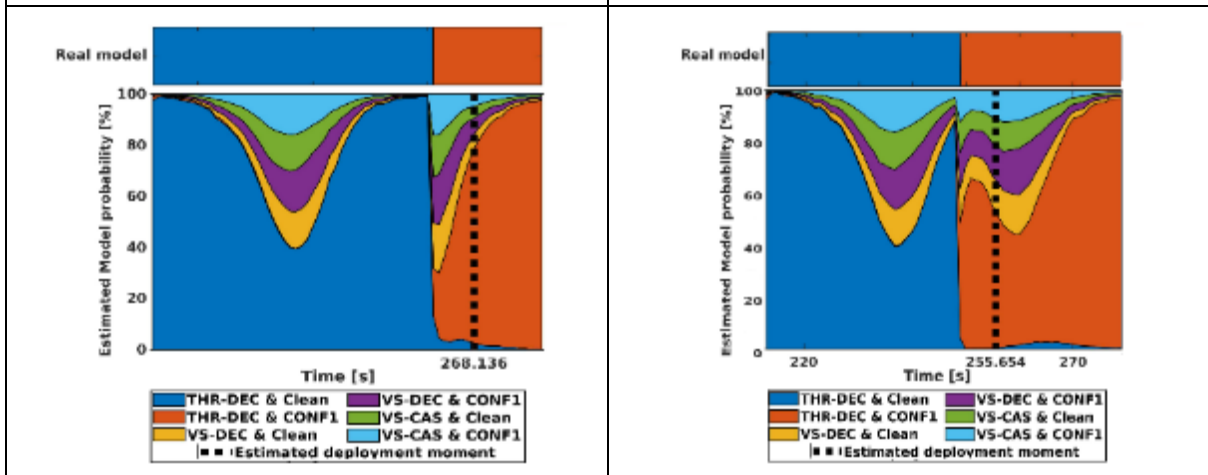 Real model
Estimated Model probability [%]
100
80
60
40
20
0
268.136
Time [s]
THR-DEC & Clean
THR-DEC & CONF1
VS-DEC & Clean
VS-DEC & CONF1
VS-CAS & Clean
VS-CAS & CONF1
Estimated deployment moment
Real model
Estimated Model probability [%]
100
80
60
40
20
0
220
255.654
270
Time [s]
THR-DEC & Clean
THR-DEC & CONF1
VS-DEC & Clean
VS-DEC & CONF1
VS-CAS & Clean
VS-CAS & CONF1
Estimated deployment moment